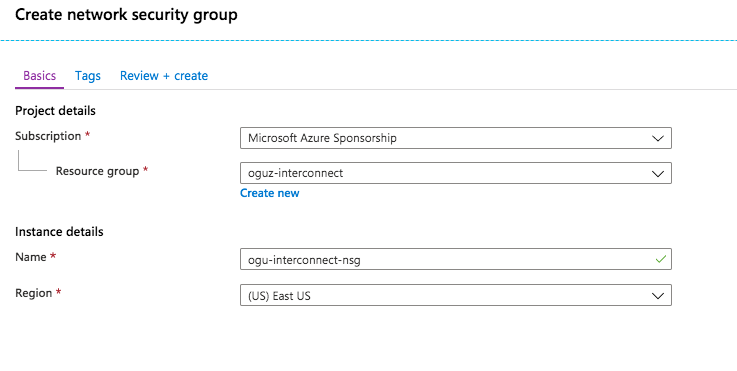 Create network security group
Basics Tags Review + create
Project details
Subscription * Microsoft Azure Sponsorship
Resource group * oguz-interconnect
Create new
Instance details
Name * ogu-interconnect-nsg
Region * (US) East US